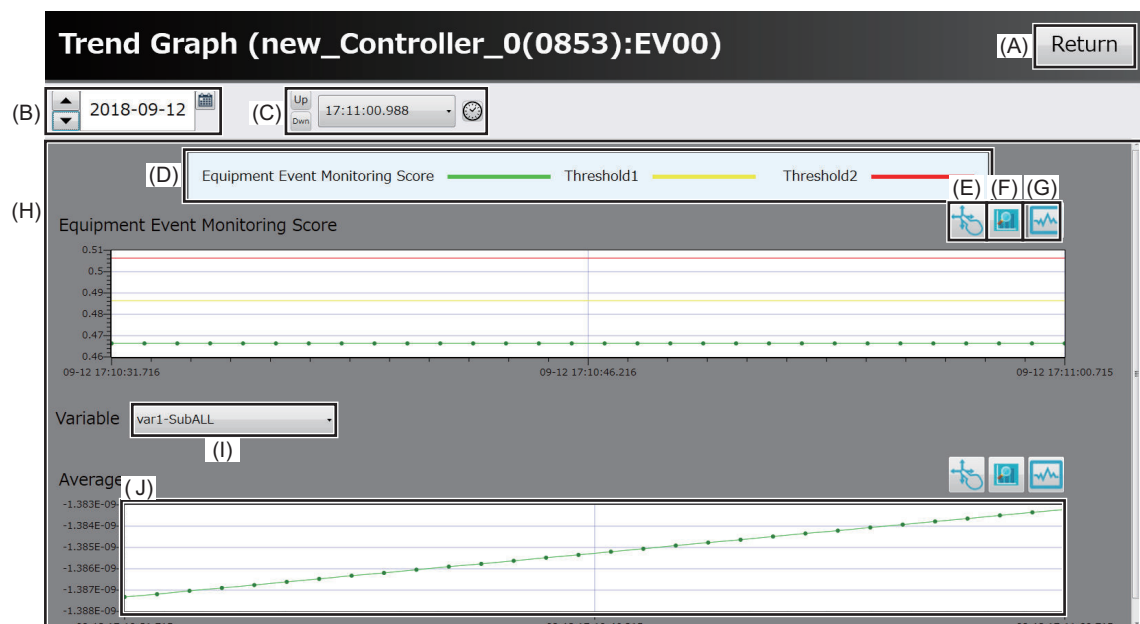 Trend Graph (new_Controller_0(0853):EV00)
(A)
Return
(B)
2018-09-12
(C)
Up
Dwn
17:11:00.988
(D)
Equipment Event Monitoring Score
Threshold1
Threshold2
(E) (F) (G)
(H)
Equipment Event Monitoring Score
0.51
0.5
0.49
0.48
0.47
0.46
09-12 17:10:31.716
09-12 17:10:46.216
09-12 17:11:00.715
Variable
var1-SubALL
(I)
Average
(J)
-1.383E-09
-1.384E-09
-1.385E-09
-1.386E-09
-1.387E-09
-1.388E-09